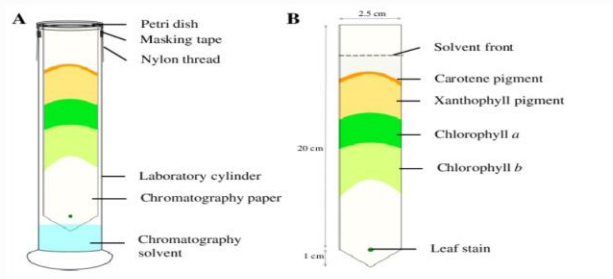 A
Petri dish
Masking tape
Nylon thread
Laboratory cylinder
Chromatography paper
Chromatography
solvent
B
2.5 cm
Solvent front
Carotene pigment
Xanthophyll pigment
Chlorophyll a
20 cm
Chlorophyll b
Leaf stain
1 cm